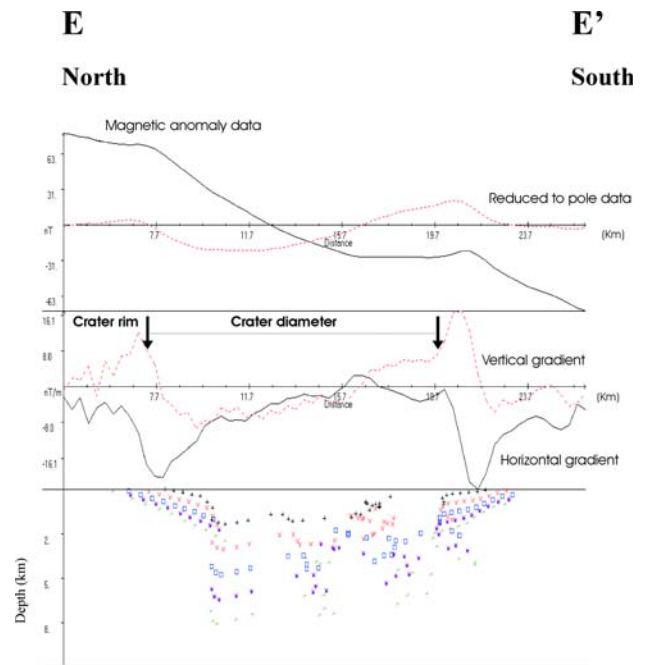 E E’
North South
Magnetic anomaly data
63.
31.
Reduced to pole data
nT
7.7 11.7 15.7 19.7 23.7 (Km)
Distance
-31.
-63.
16.1
Crater rim Crater diameter
8.0
Vertical gradient
nT/m
7.7 11.7 15.7 19.7 23.7 (Km)
Distance
-8.0
-16.1
Horizontal gradient
Depth (km)